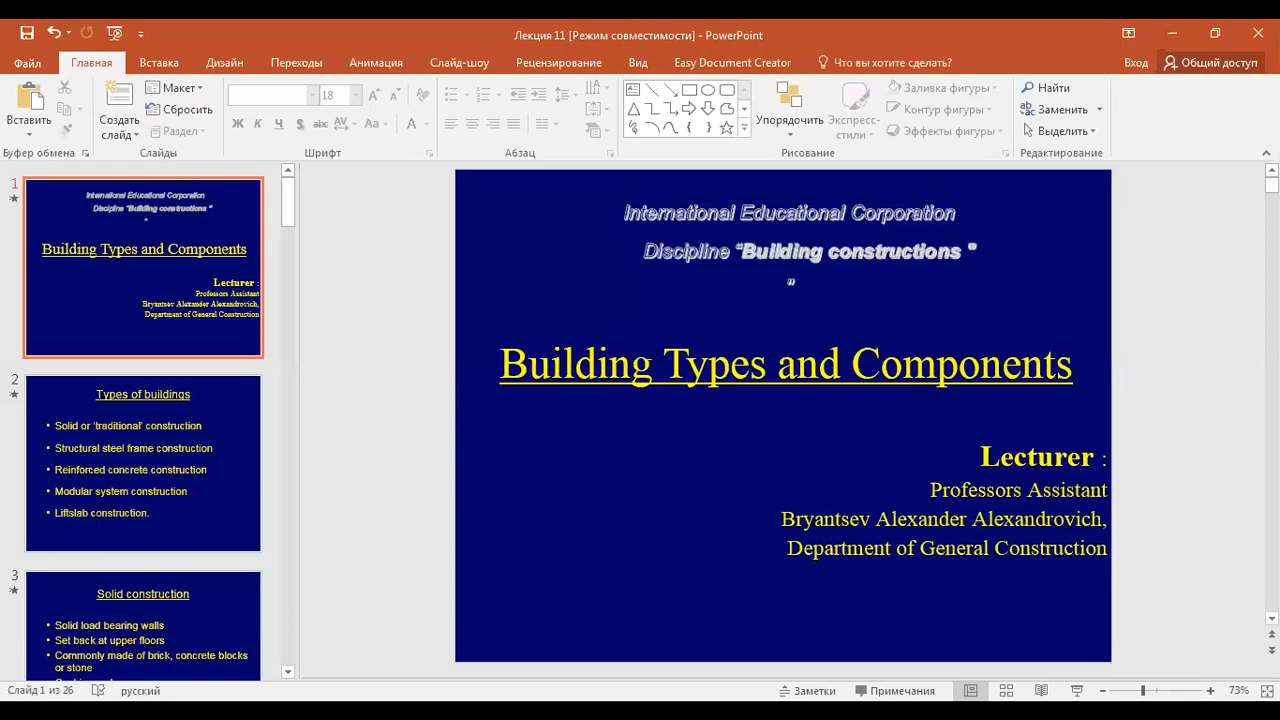 Лекция 11 [Режим совместимости] - PowerPoint
Файл Главная Вставка Дизайн Переходы Анимация Слайд-шоу Рецензирование Вид Easy Document Creator Что вы хотите сделать? Вход Общий доступ
Вставить
Буфер обмена
Создать слайд
Макет
Сбросить
Раздел
Слайды
18
Ж К Ч S abc AV Aa A
Шрифт
Абзац
Упорядочить
Экспресс-стили
Заливка фигуры
Контур фигуры
Эффекты фигуры
Рисование
Найти
Заменить
Выделить
Редактирование
1
International Educational Corporation
Discipline “Building constructions ”
”
Building Types and Components
Lecturer :
Professors Assistant
Bryantsev Alexander Alexandrovich,
Department of General Construction
2
Types of buildings
• Solid or ‘traditional’ construction
• Structural steel frame construction
• Reinforced concrete construction
• Modular system construction
• Liftslab construction.
3
Solid construction
• Solid load bearing walls
• Set back at upper floors
• Commonly made of brick, concrete blocks
or stone
International Educational Corporation
Discipline “Building constructions ”
”
Building Types and Components
Lecturer :
Professors Assistant
Bryantsev Alexander Alexandrovich,
Department of General Construction
Слайд 1 из 26 русский Заметки Примечания 73%